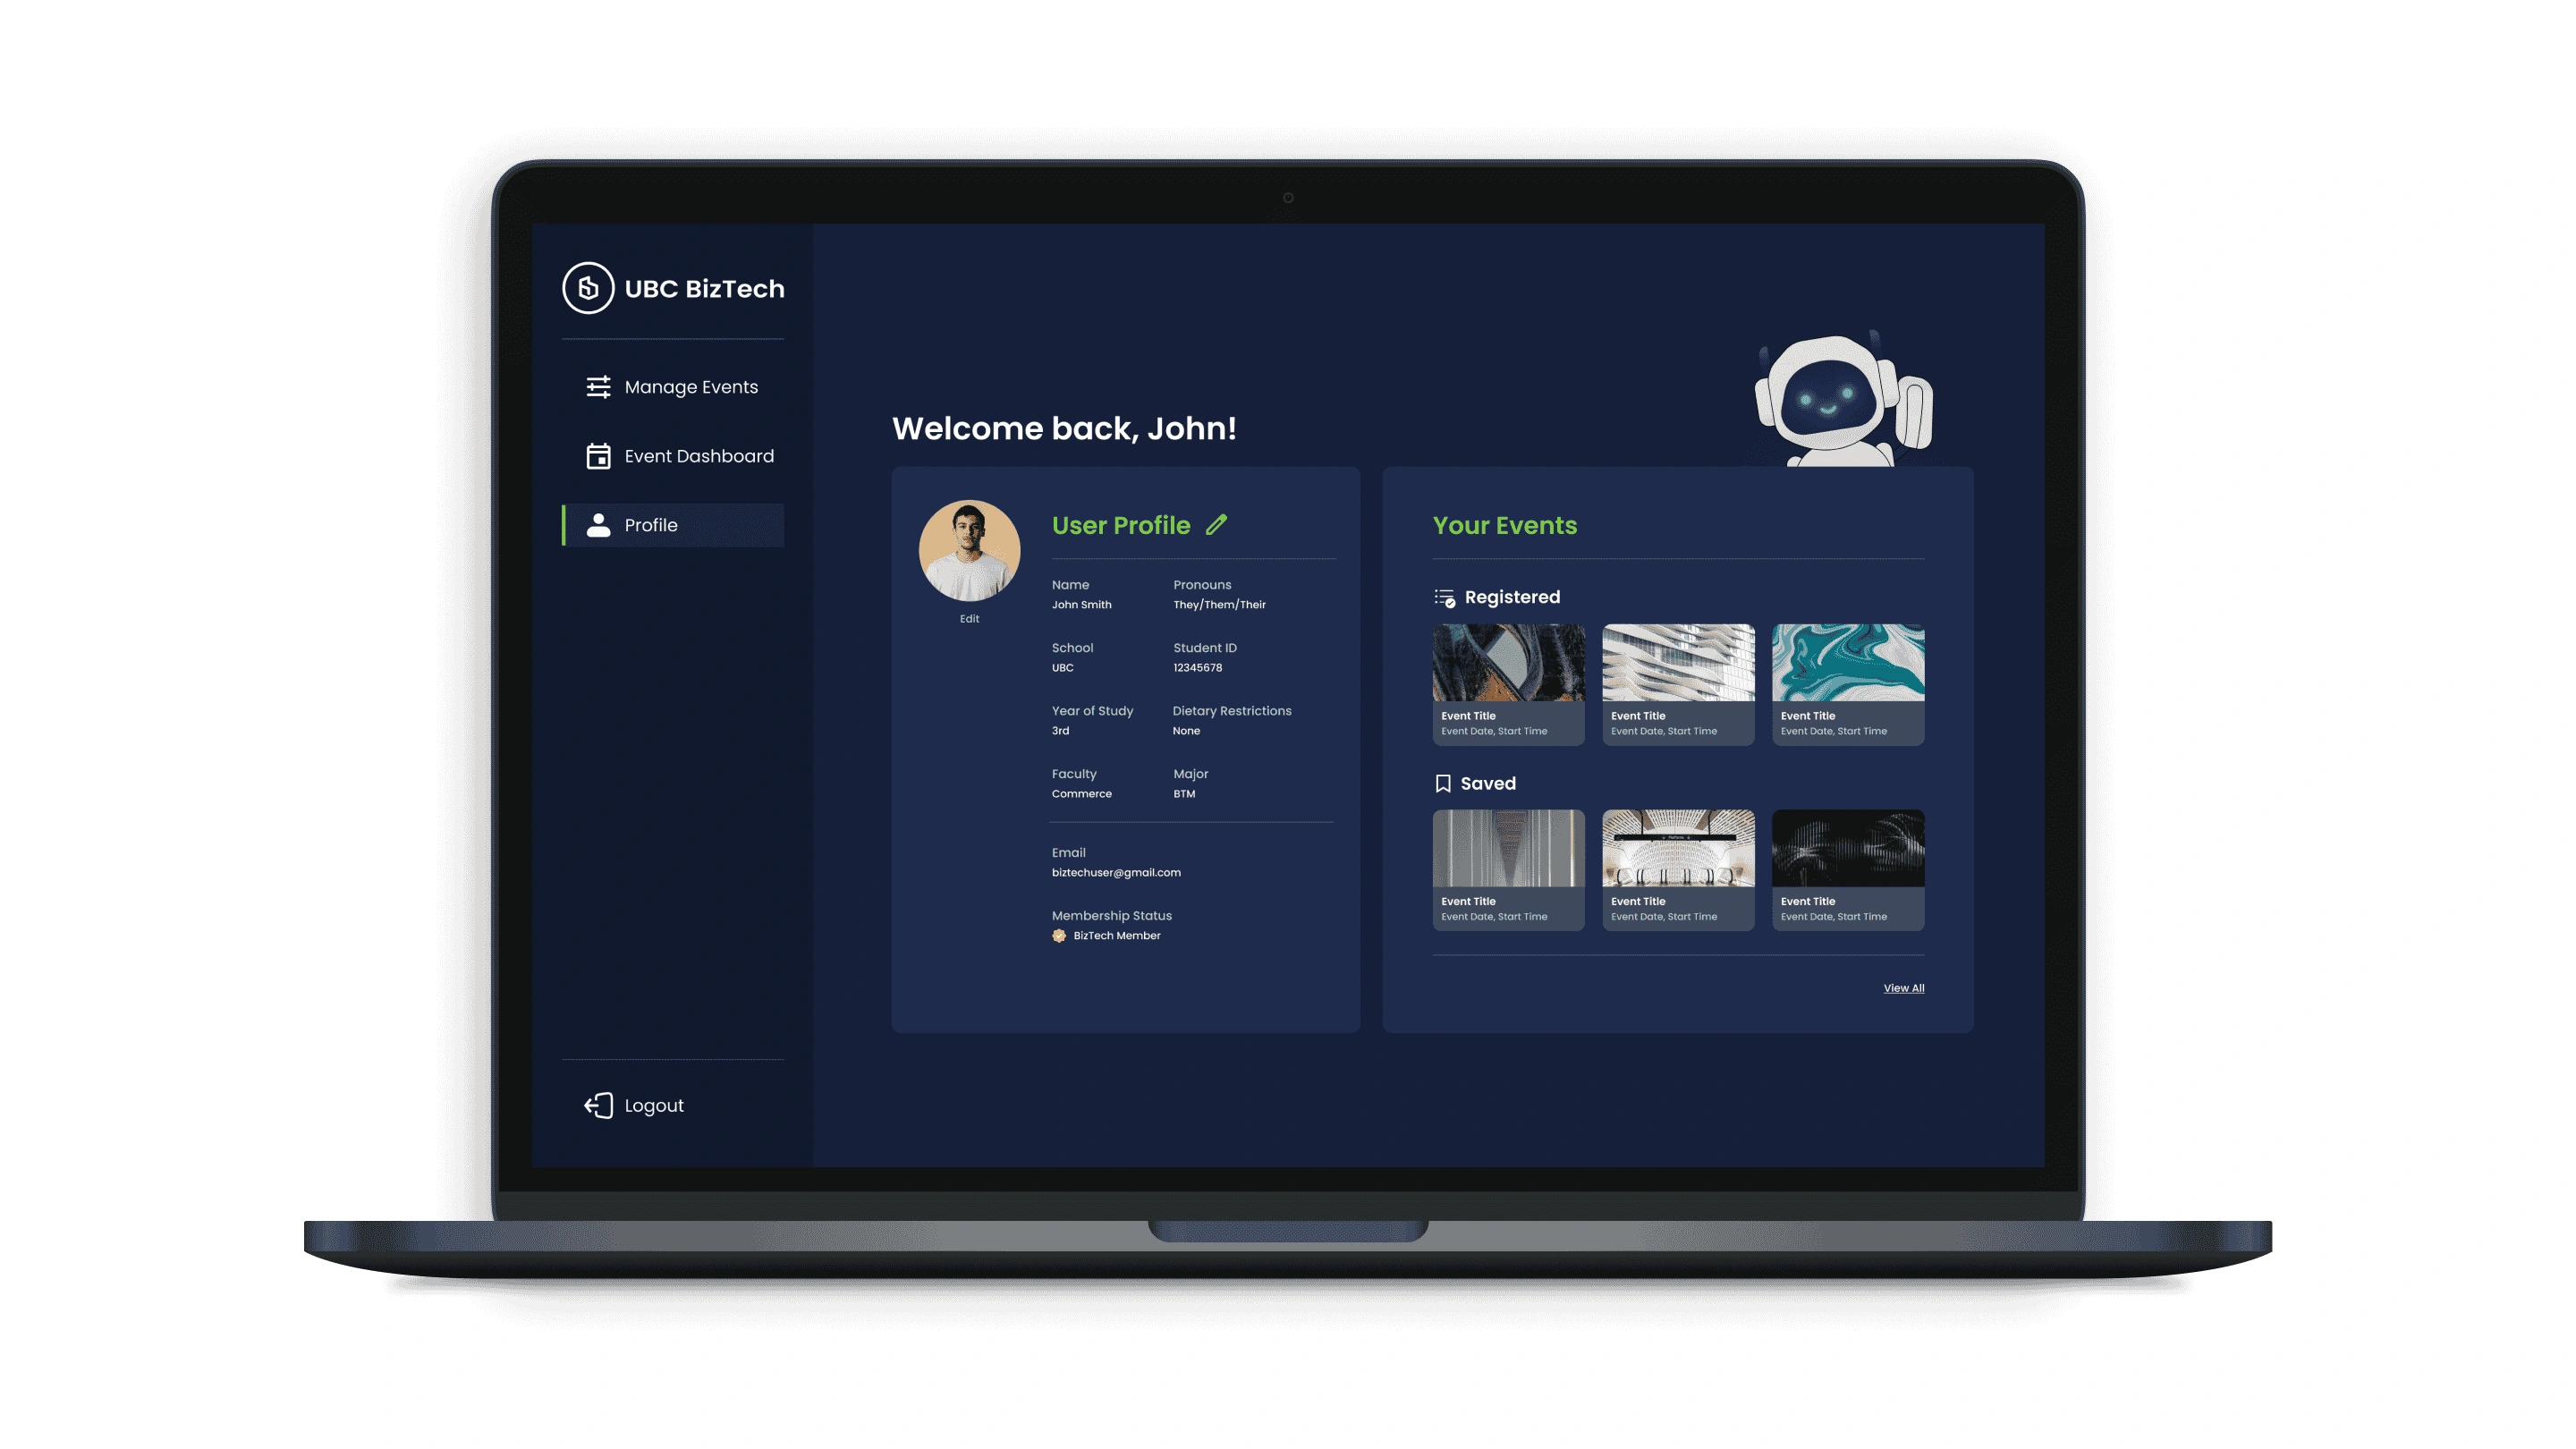 UBC BizTech
Manage Events
Event Dashboard
Profile
Logout
Welcome back, John!
Edit
User Profile
Name
John Smith
Pronouns
They/Them/Their
School
UBC
Student ID
12345678
Year of Study
3rd
Dietary Restrictions
None
Faculty
Commerce
Major
BTM
Email
biztechuser@gmail.com
Membership Status
BizTech Member
Your Events
Registered
Event Title
Event Date, Start Time
Event Title
Event Date, Start Time
Event Title
Event Date, Start Time
Saved
Event Title
Event Date, Start Time
Event Title
Event Date, Start Time
Event Title
Event Date, Start Time
View All